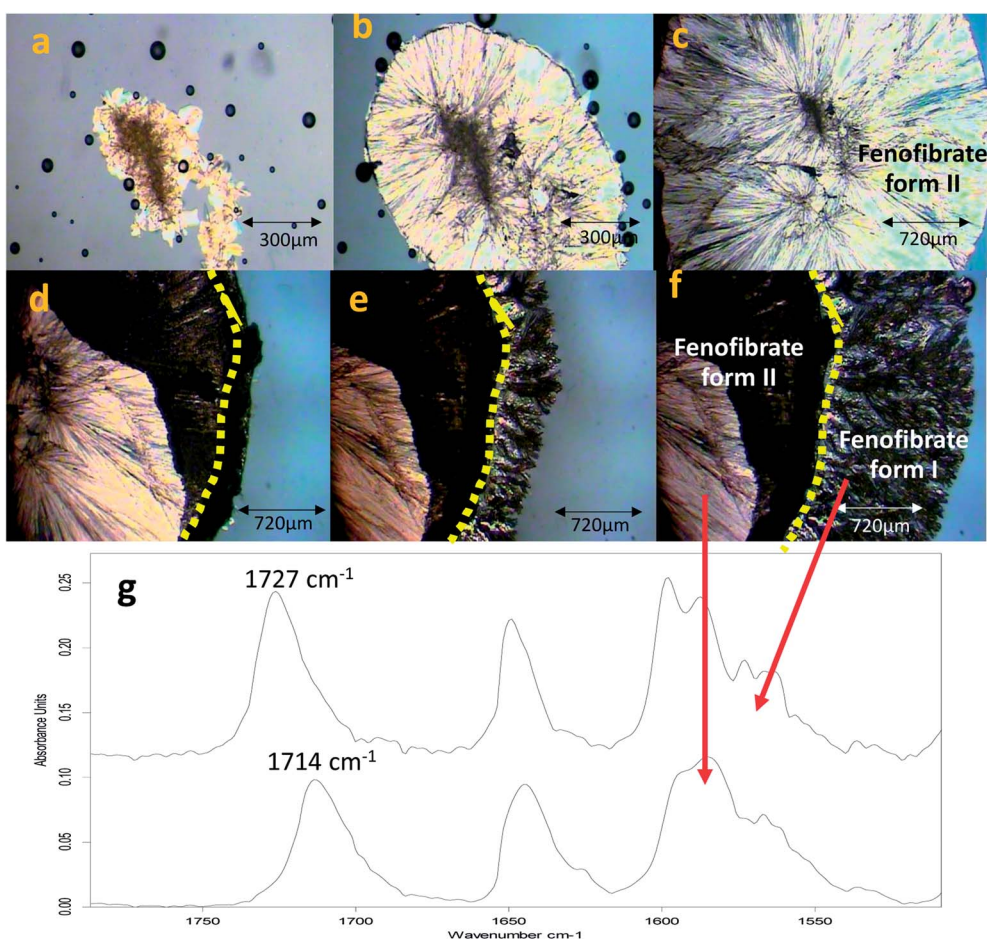 a
b
c
300µm
300µm
Fenofibrate
form II
720µm
d
e
f
Fenofibrate
form II
Fenofibrate
form I
720µm
720µm
720µm
g
1727 cm-1
1714 cm-1
Absorbance Units
0.25
0.20
0.15
0.10
0.05
0.00
1750
1700
1650
1600
1550
Wavenumber cm-1